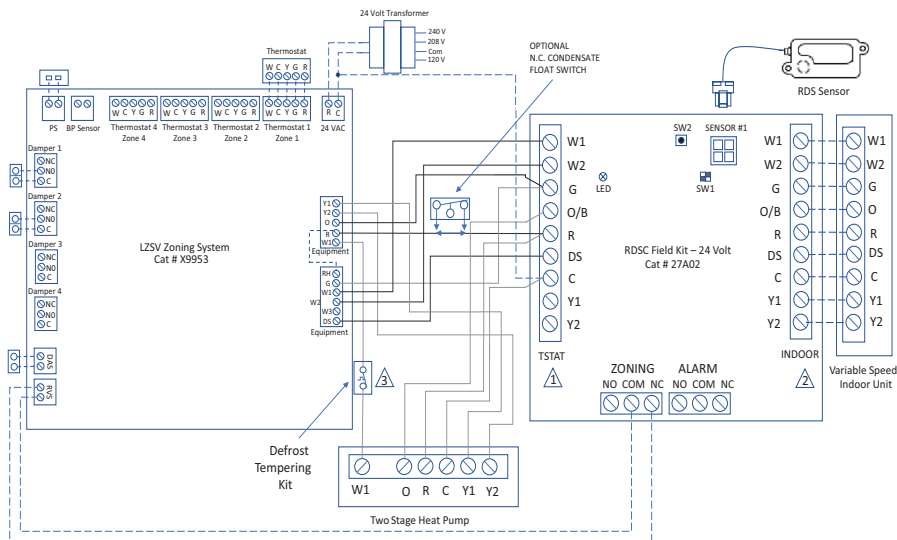 24 Volt Transformer
240 V
208 V
Com
120 V
Thermostat
W C Y G R
OPTIONAL
N.C. CONDENSATE
FLOAT SWITCH
RDS Sensor
PS
BP Sensor
W C Y G R
Thermostat 4
Zone 4
W C Y G R
Thermostat 3
Zone 3
W C Y G R
Thermostat 2
Zone 2
W C Y G R
Thermostat 1
Zone 1
R C
24 VAC
Damper 1
NC
N0
C
Damper 2
NC
N0
C
Damper 3
NC
N0
C
Damper 4
NC
N0
C
DAS
RVS
LZSV Zoning System
Cat # X9953
Y1
Y2
O
R
W1
Equipment
RH
G
W1
W2
W3
DS
Equipment
3
Defrost
Tempering
Kit
W1 O R C Y1 Y2
Two Stage Heat Pump
W1
W2
G
O/B
R
DS
C
Y1
Y2
TSTAT
1
SW2
SENSOR #1
LED
SW1
RDSC Field Kit – 24 Volt
Cat # 27A02
ZONING
NO COM NC
ALARM
NO COM NC
W1
W2
G
O/B
R
DS
C
Y1
Y2
INDOOR
2
W1
W2
G
O
R
DS
C
Y1
Y2
Variable Speed
Indoor Unit